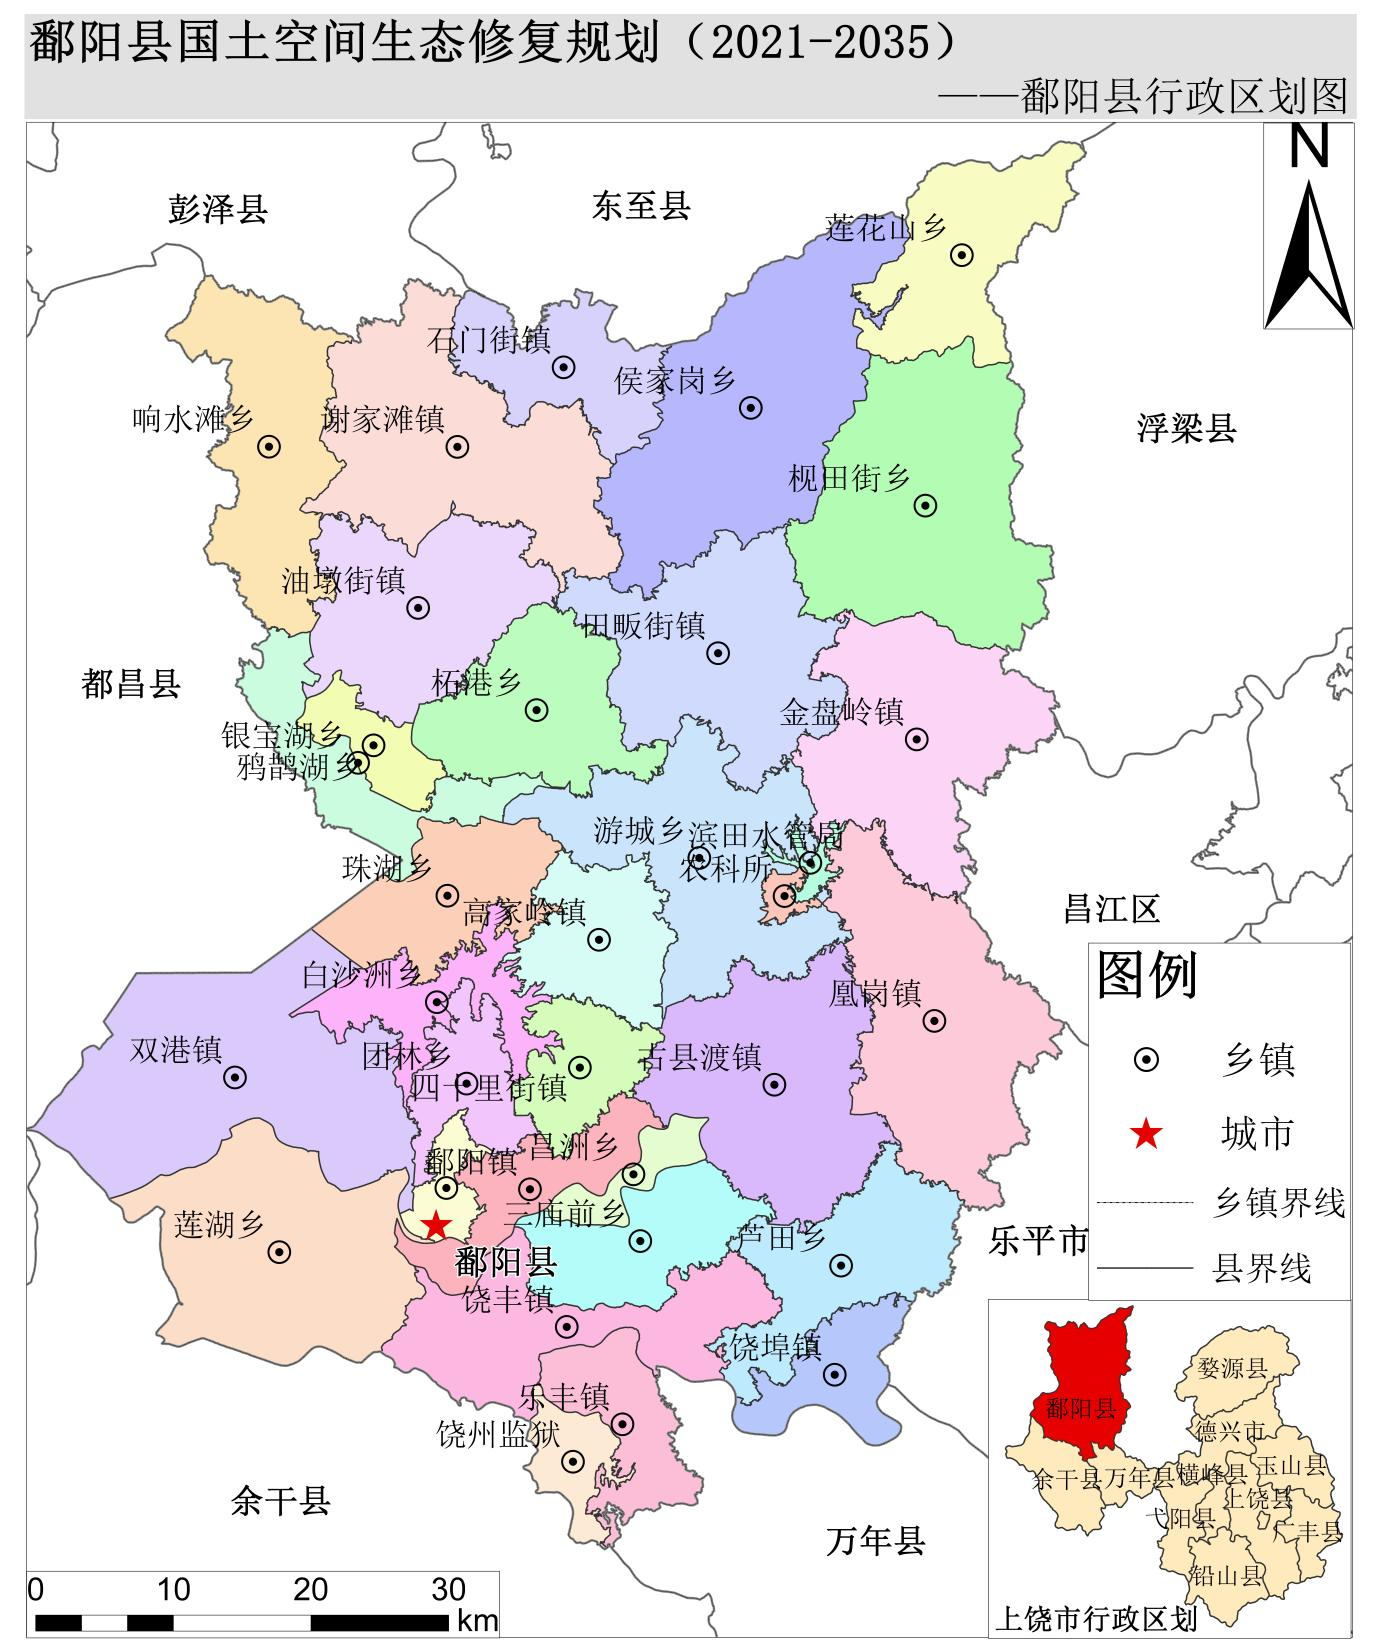 鄱阳县国土空间生态修复规划（2021-2035）
——鄱阳县行政区划图
N
彭泽县
东至县
莲花山乡
石门街镇
侯家岗乡
响水滩乡
谢家滩镇
浮梁县
枧田街乡
油墩街镇
田畈街镇
都昌县
柘港乡
金盘岭镇
银宝湖乡
鸦鹊湖乡
游城乡
滨田水管局
珠湖乡
农科所
高家岭镇
昌江区
白沙洲乡
凰岗镇
图例
双港镇
团林乡
古县渡镇
乡镇
四十里街镇
城市
昌洲乡
鄱阳镇
乡镇界线
莲湖乡
三庙前乡
芦田乡
乐平市
鄱阳县
县界线
饶丰镇
饶埠镇
婺源县
乐丰镇
鄱阳县
饶州监狱
德兴市
余干县
万年县
横峰县
玉山县
余干县
上饶县
弋阳县
广丰县
万年县
铅山县
0 10 20 30
km
上饶市行政区划